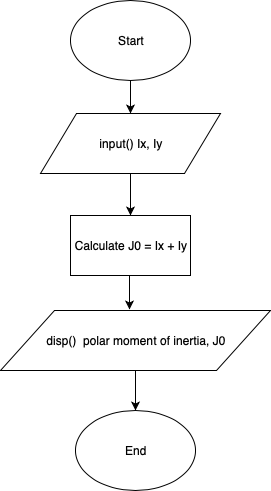 Start
input() Ix, Iy
Calculate J0 = Ix + Iy
disp()  polar moment of inertia, J0
End